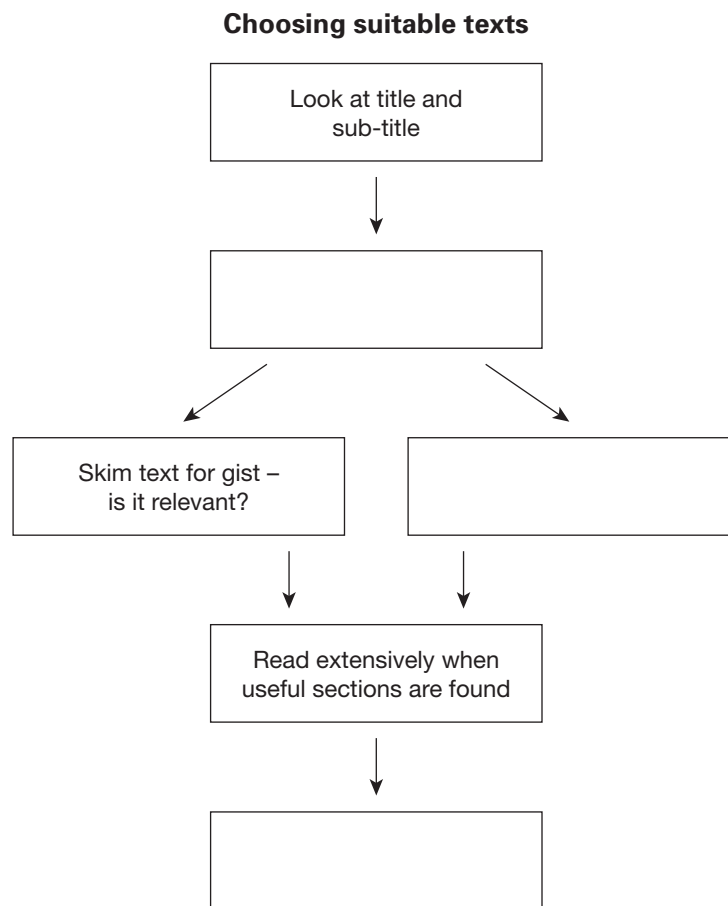 Choosing suitable texts
Look at title and
sub-title
Skim text for gist –
is it relevant?
Read extensively when
useful sections are found